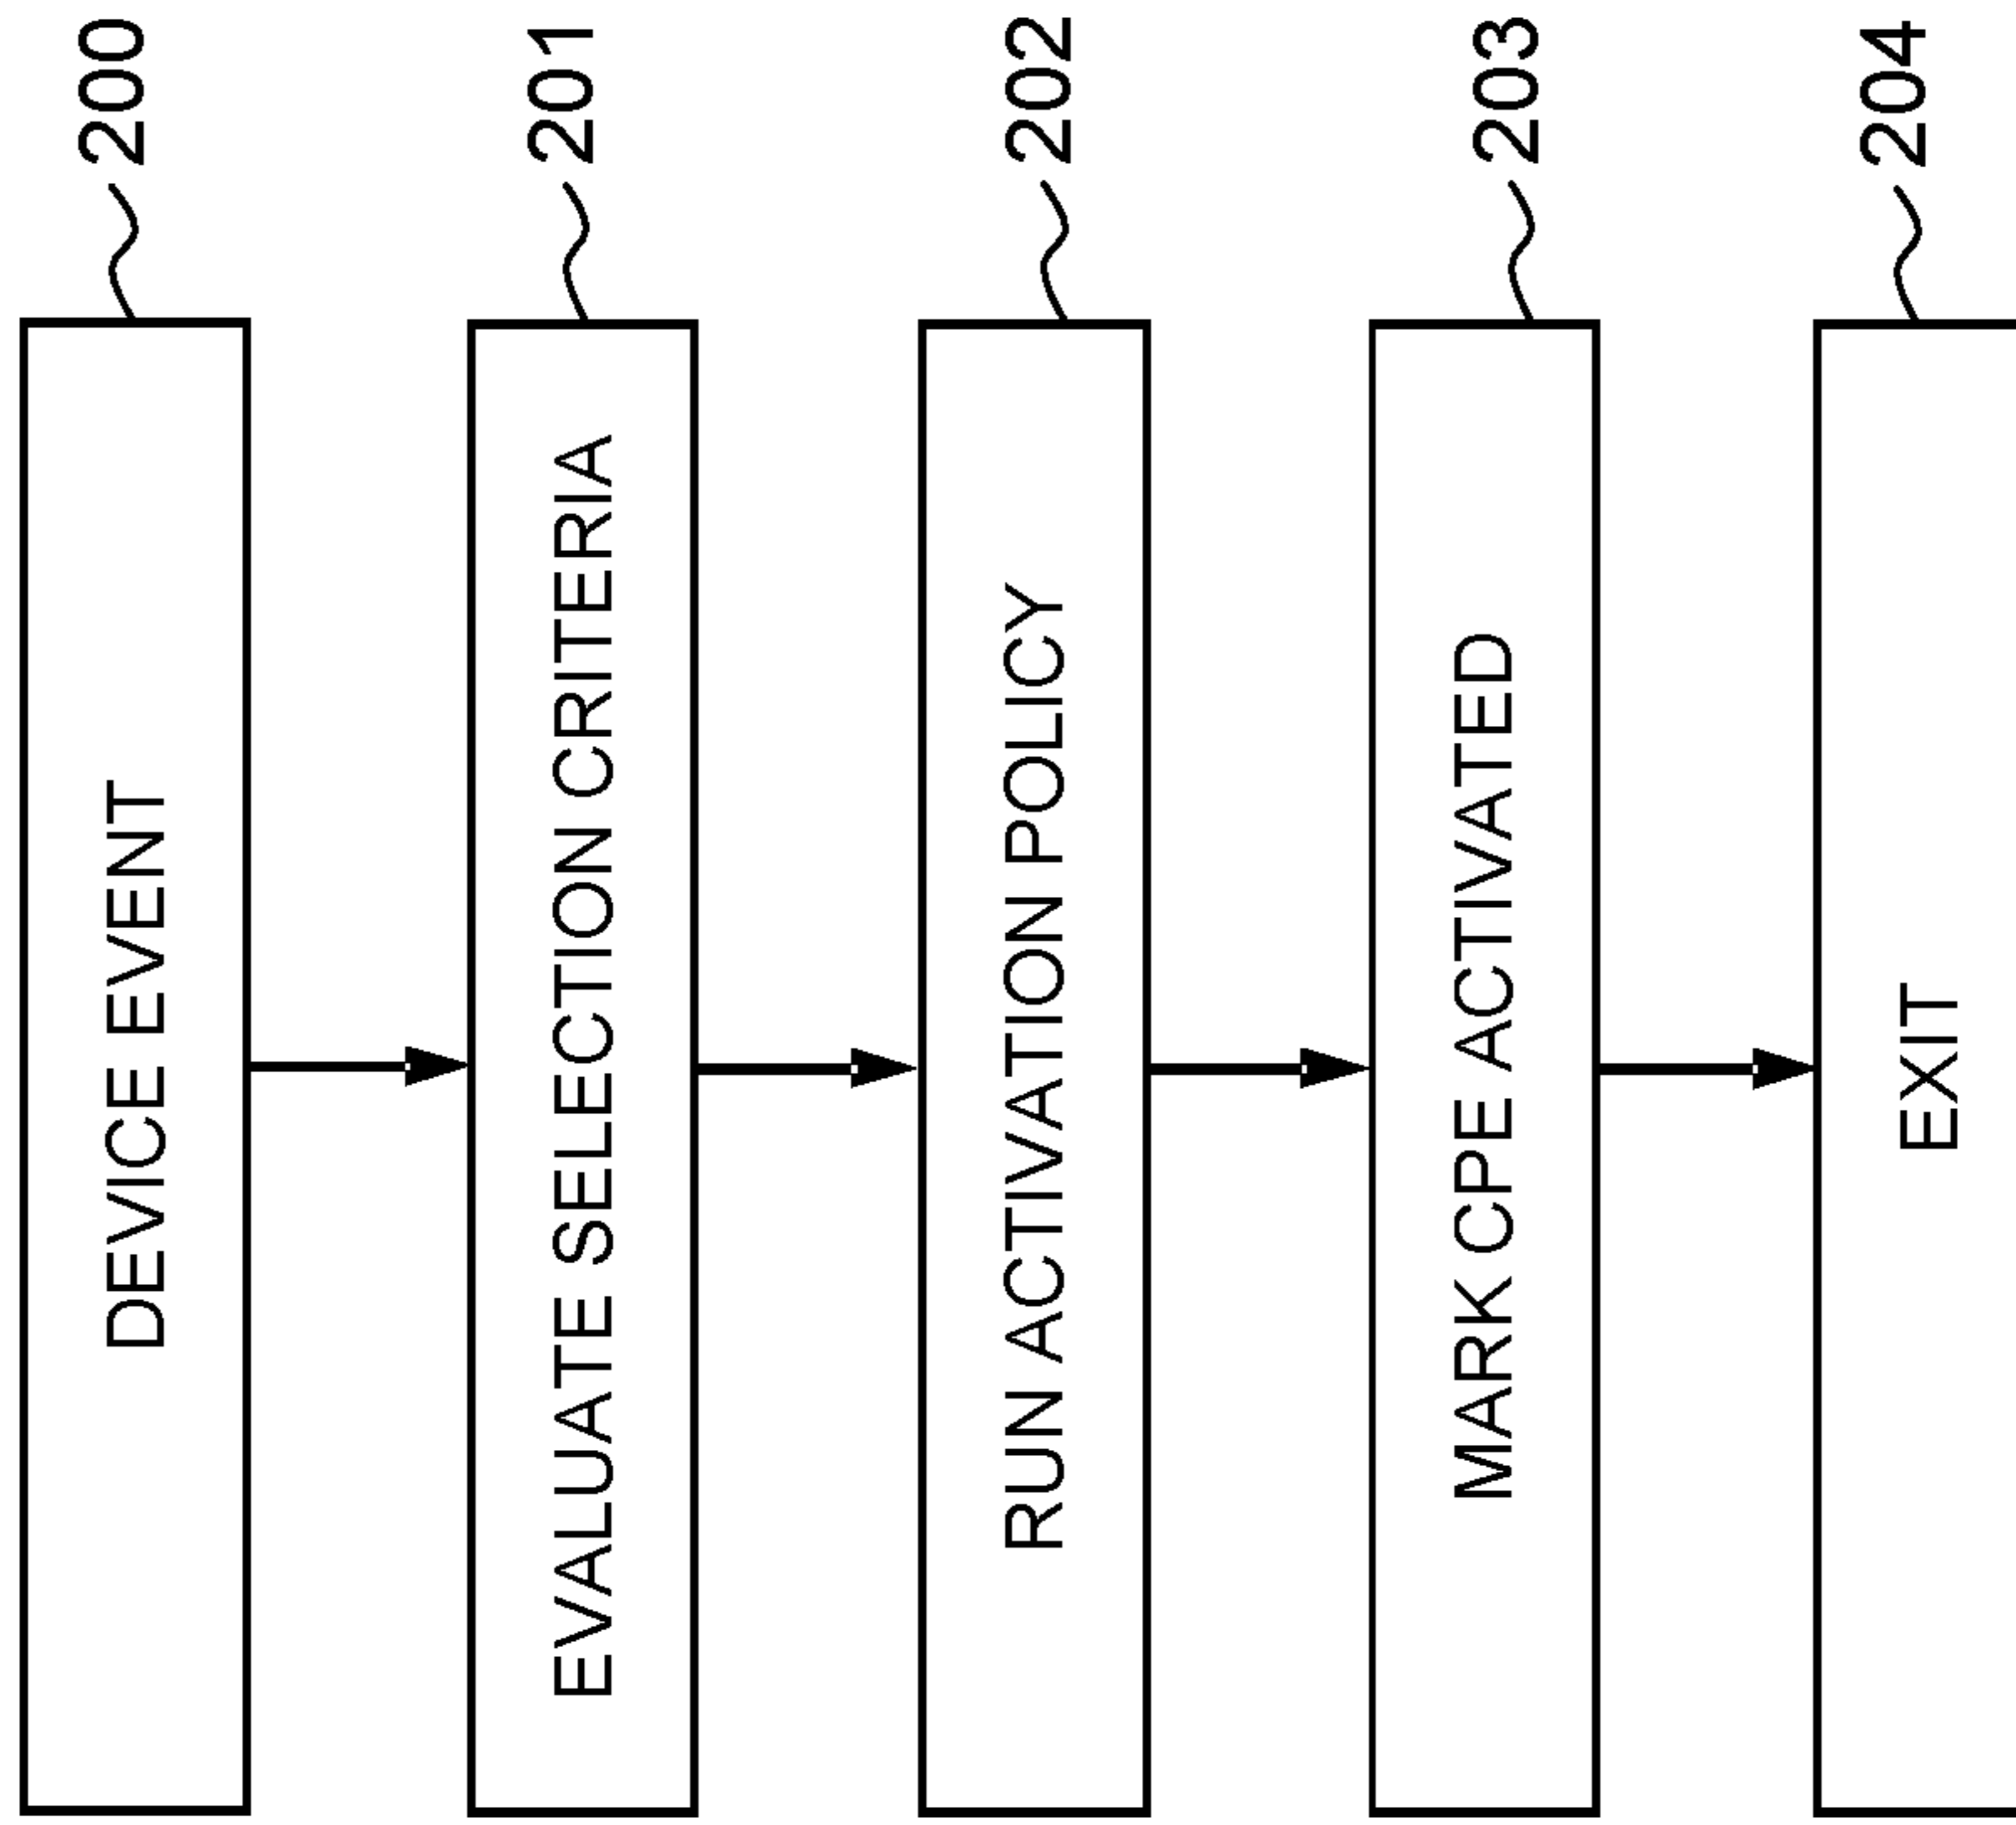 DEVICE EVENT
200
EVALUATE SELECTION CRITERIA
201
RUN ACTIVATION POLICY
202
MARK CPE ACTIVATED
203
EXIT
204